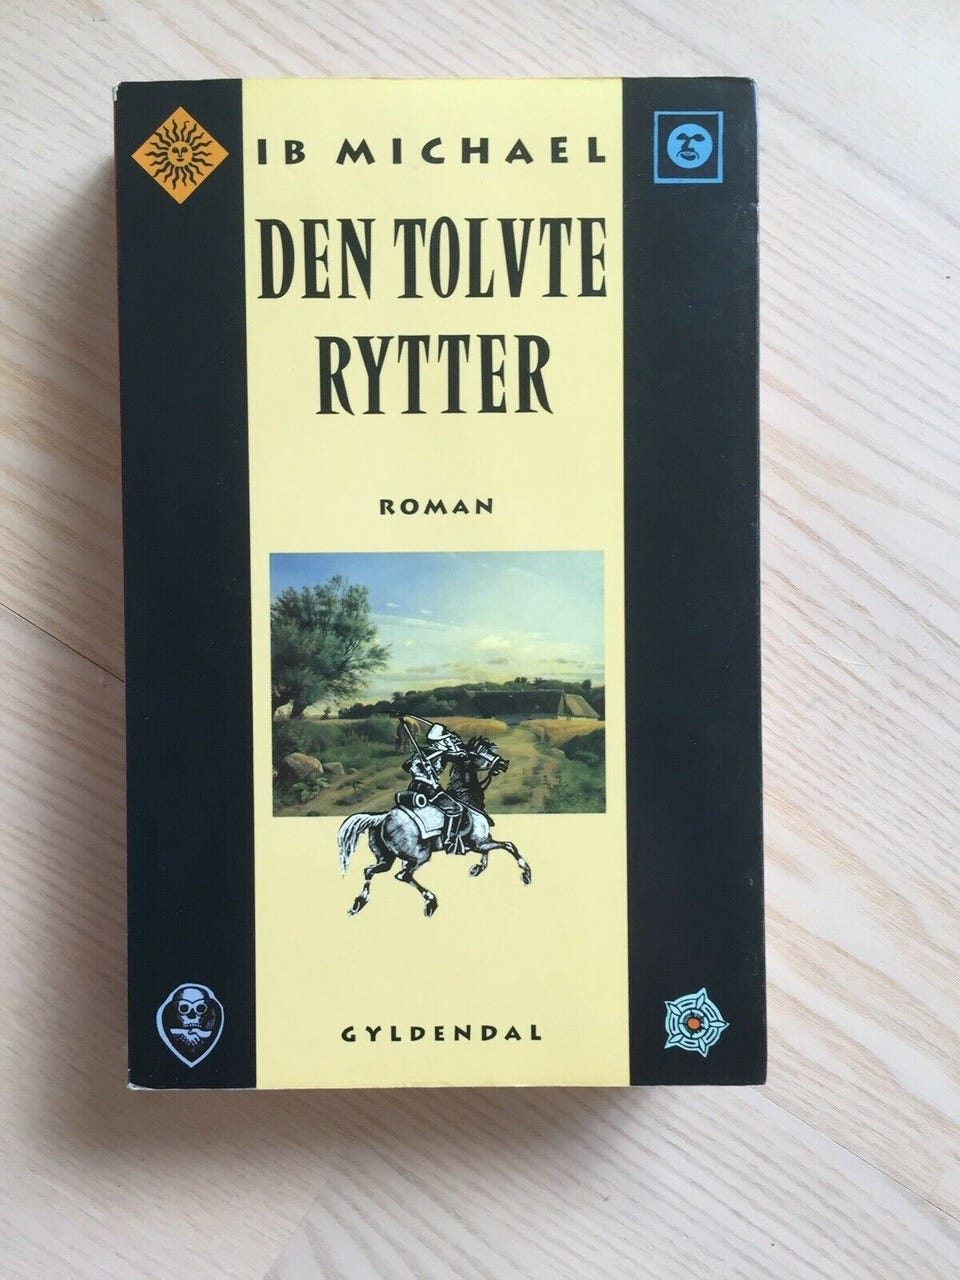 IB MICHAEL
DEN TOLVTE
RYTTER
ROMAN
GYLDENDAL